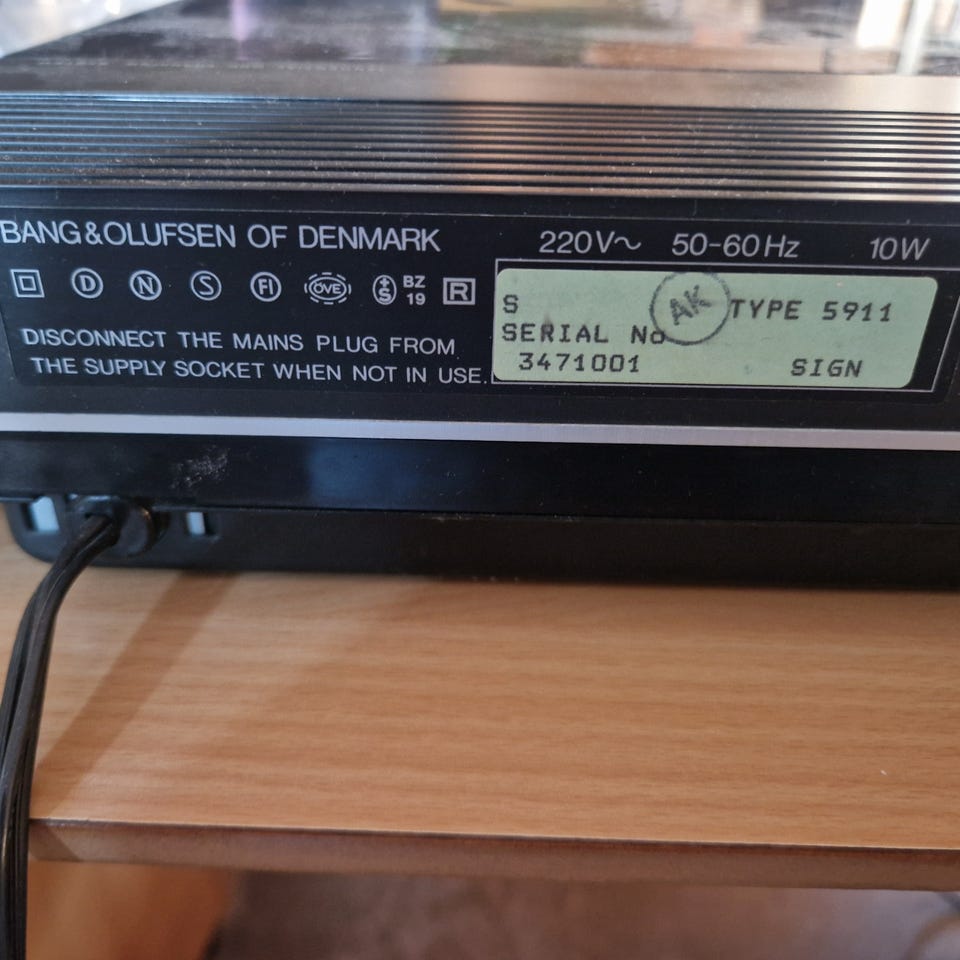 BANG & OLUFSEN OF DENMARK
220V~ 50-60Hz 10W
D N S FI ÖVE +S BZ 19 R
DISCONNECT THE MAINS PLUG FROM
THE SUPPLY SOCKET WHEN NOT IN USE.
S AK TYPE 5911
SERIAL No
3471001 SIGN